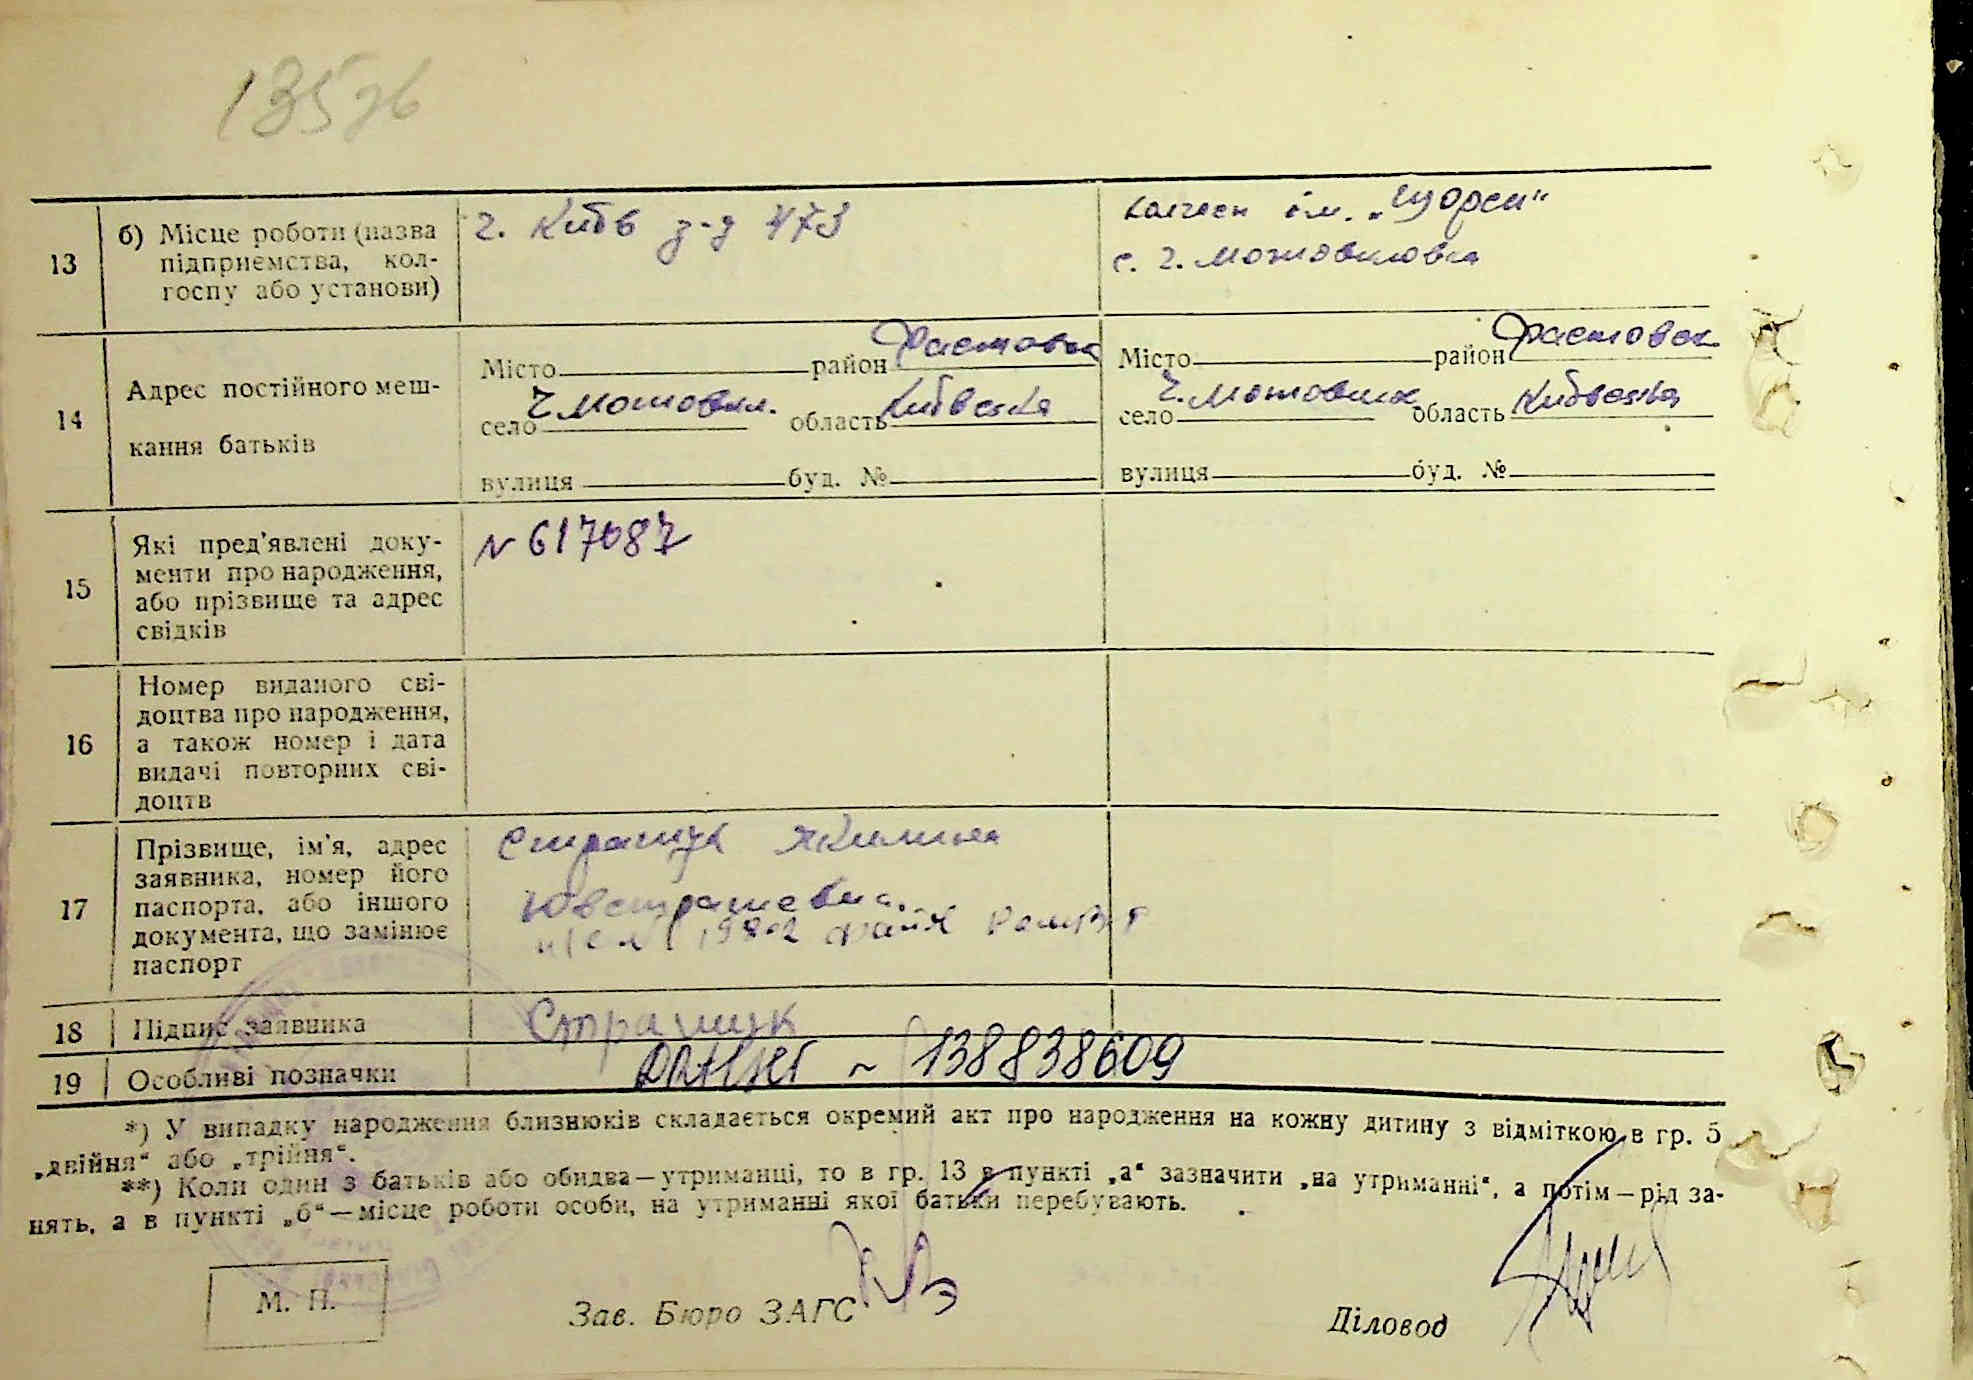 135 зв
13
б) Місце роботи (назва
підприємства, кол-
госпу або установи)
г. Київ з-д 473
колгосп ім. „Щорса"
с. г. Мотовиловка
14
Адрес постійного меш-
кання батьків
Місто район Фастовск
село Г. Мотовил. область Київська
вулиця буд. №
Місто район Фастовск
село Г. Мотовил область Київська
вулиця буд. №
15
Які пред'явлені доку-
менти про народження,
або прізвище та адрес
свідків
N 617087
16
Номер виданого сві-
доцтва про народження,
а також номер і дата
видачі повторних сві-
доцтв
17
Прізвище, ім'я, адрес
заявника, номер його
паспорта, або іншого
документа, що замінює
паспорт
Страшук Якилина
18
Підпис заявника
Страшук
19
Особливі позначки
~ 138838609
*) У випадку народження близнюків складається окремий акт про народження на кожну дитину з відміткою в гр. 5
„двійня“ або „трійня“.
**) Коли один з батьків або обидва—утриманці, то в гр. 13 в пункті „а“ зазначити „на утриманні“, а потім—рід за-
нять, а в пункті „б“—місце роботи особи, на утриманні якої батьки перебувають.
М. П.
Зав. Бюро ЗАГС
Діловод